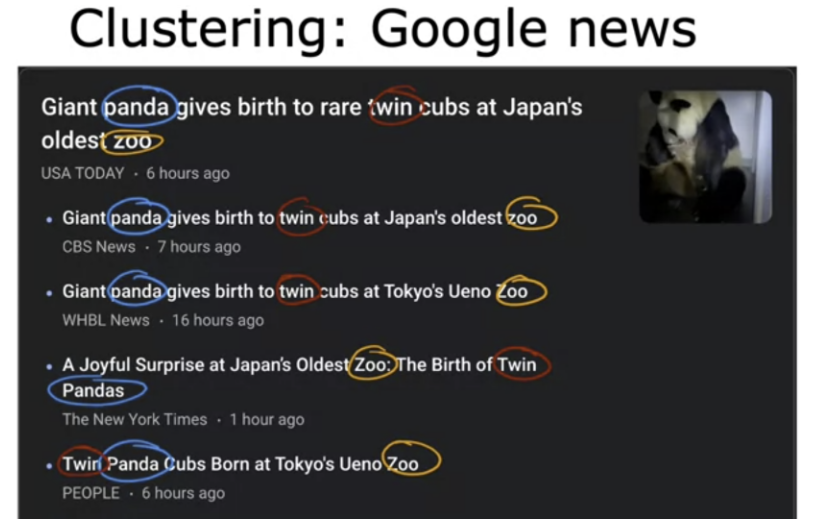 Clustering: Google news
Giant panda gives birth to rare twin cubs at Japan's
oldest zoo
USA TODAY · 6 hours ago
• Giant panda gives birth to twin cubs at Japan's oldest zoo
CBS News · 7 hours ago
• Giant panda gives birth to twin cubs at Tokyo's Ueno Zoo
WHBL News · 16 hours ago
• A Joyful Surprise at Japan's Oldest Zoo: The Birth of Twin
Pandas
The New York Times · 1 hour ago
• Twin Panda Cubs Born at Tokyo's Ueno Zoo
PEOPLE · 6 hours ago